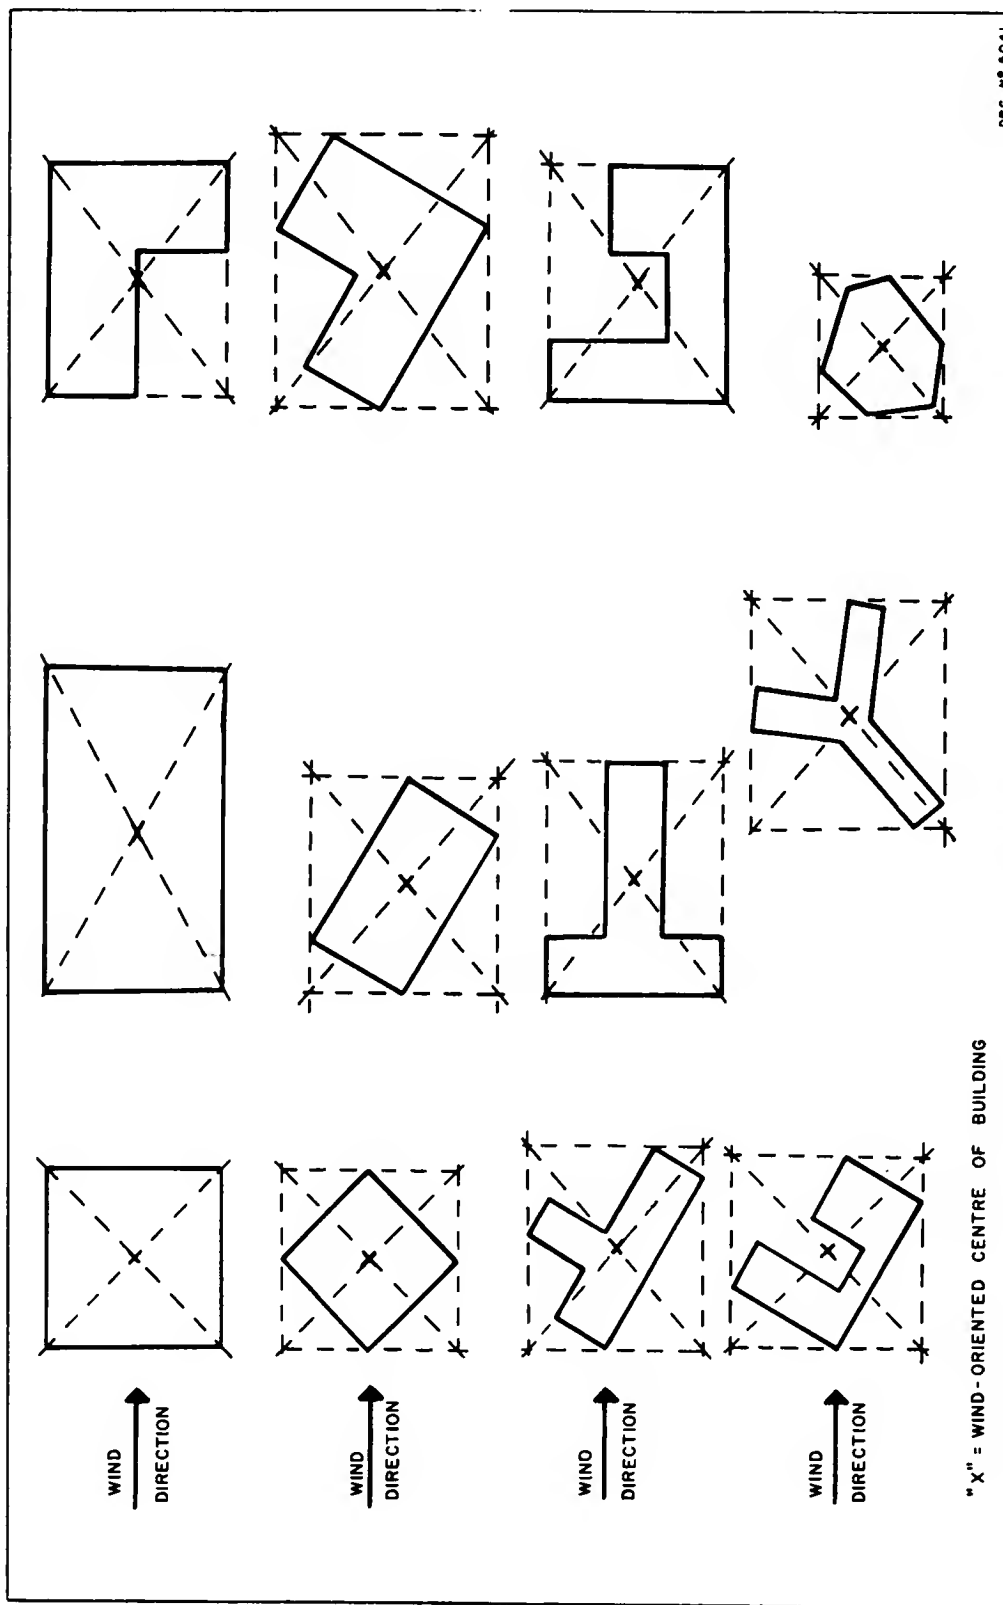 WIND
DIRECTION
WIND
DIRECTION
WIND
DIRECTION
WIND
DIRECTION
"X" = WIND-ORIENTED CENTRE OF BUILDING